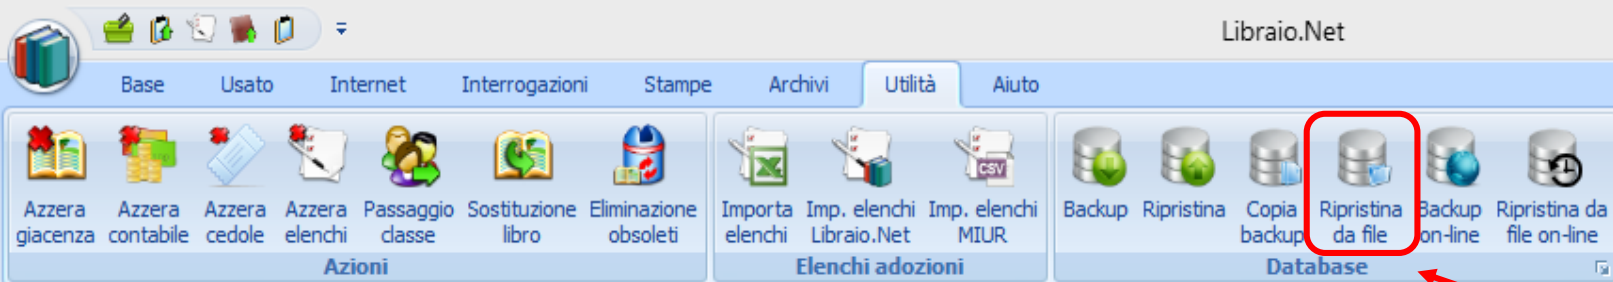 Libraio.Net
Base Usato Internet Interrogazioni Stampe Archivi Utilità Aiuto
CSV
Azzera Azzera Azzera Azzera Passaggio Sostituzione Eliminazione Importa Imp. elenchi Imp. elenchi Backup Ripristina Copia Ripristina Backup Ripristina da
giacenza contabile cedole elenchi classe libro obsoleti elenchi Libraio.Net MIUR backup da file on-line file on-line
Azioni Elenchi adozioni Database